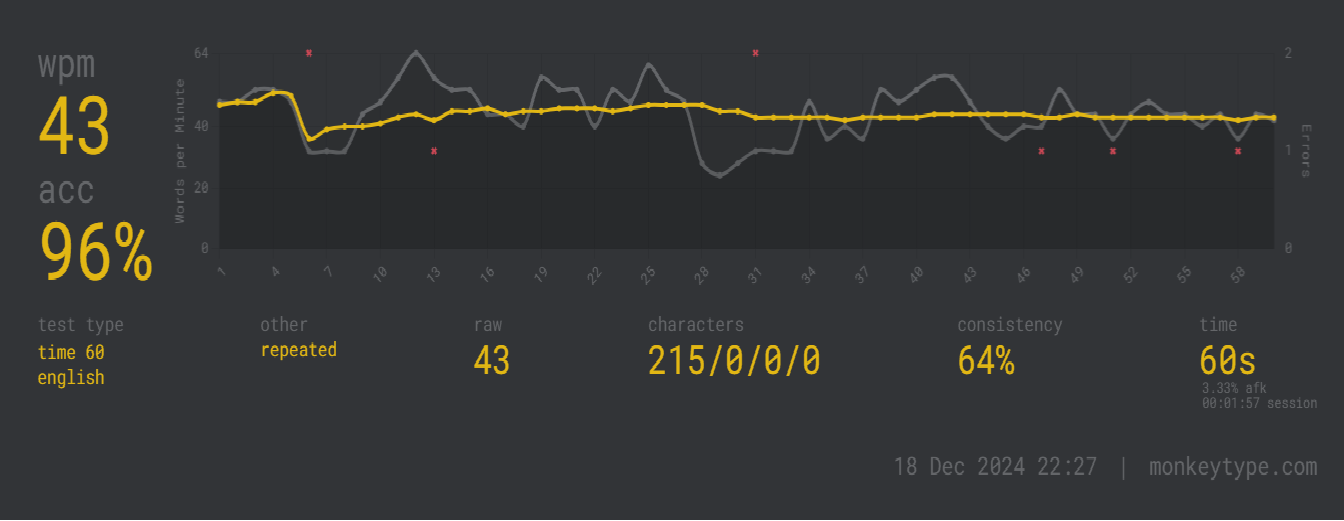 wpm
43
acc
96%
Words per Minute
64
40
20
0
2
1
0
Errors
1 4 7 10 13 16 19 22 25 28 31 34 37 40 43 46 49 52 55 58
test type
time 60
english
other
repeated
raw
43
characters
215/0/0/0
consistency
64%
time
60s
3.33% afk
00:01:57 session
18 Dec 2024 22:27 | monkeytype.com